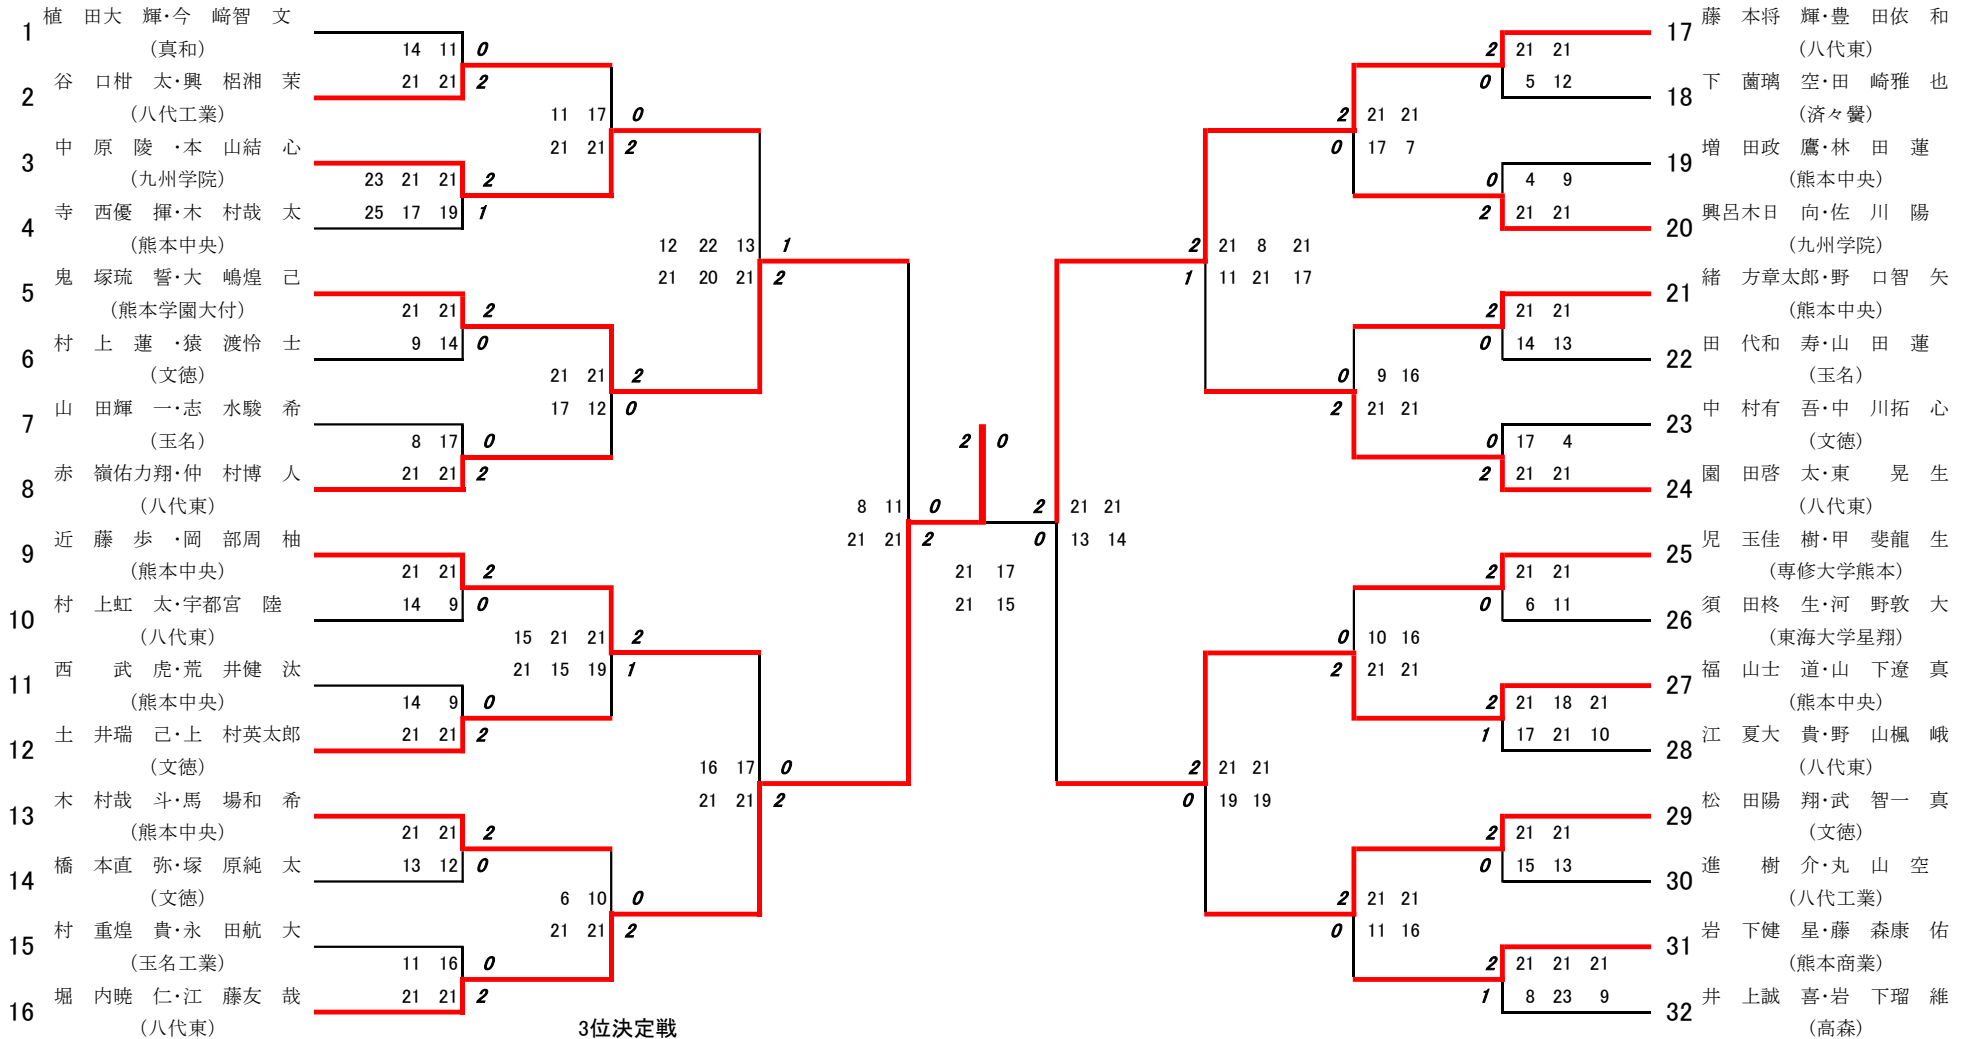 植　田大　輝・今　﨑智　文
1
(真和)
14 11 0
谷　口柑　太・興　梠湘　茉
21 21 2
2
(八代工業)
11 17 0
中　原　陵　・本　山結　心
21 21 2
3
(九州学院)
23 21 21 2
寺　西優　揮・木　村哉　太
25 17 19 1
4
(熊本中央)
12 22 13 1
鬼　塚琉　誓・大　嶋煌　己
21 20 21 2
5
(熊本学園大付)
21 21 2
村　上　蓮　・猿　渡怜　士
9 14 0
6
(文徳)
21 21 2
山　田輝　一・志　水駿　希
17 12 0
7
(玉名)
8 17 0
赤　嶺佑力翔・仲　村博　人
21 21 2
8
(八代東)
8 11 0
近　藤　歩　・岡　部周　柚
21 21 2
9
(熊本中央)
21 21 2
村　上虹　太・宇都宮　陸
14 9 0
10
(八代東)
15 21 21 2
西　　武　虎・荒　井健　汰
21 15 19 1
11
(熊本中央)
14 9 0
土　井瑞　己・上　村英太郎
21 21 2
12
(文徳)
16 17 0
木　村哉　斗・馬　場和　希
21 21 2
13
(熊本中央)
21 21 2
橋　本直　弥・塚　原純　太
13 12 0
14
(文徳)
6 10 0
村　重煌　貴・永　田航　大
21 21 2
15
(玉名工業)
11 16 0
堀　内暁　仁・江　藤友　哉
21 21 2
16
(八代東)
3位決定戦
2 0
21 17
21 15
藤　本将　輝・豊　田依　和
17
(八代東)
2 21 21
下　薗璃　空・田　崎雅　也
0 5 12
18
(済々黌)
2 21 21
増　田政　鷹・林　田　蓮
0 17 7
19
(熊本中央)
0 4 9
興呂木日　向・佐　川　陽
2 21 21
20
(九州学院)
2 21 8 21
緒　方章太郎・野　口智　矢
1 11 21 17
21
(熊本中央)
2 21 21
田　代和　寿・山　田　蓮
0 14 13
22
(玉名)
0 9 16
中　村有　吾・中　川拓　心
2 21 21
23
(文徳)
0 17 4
園　田啓　太・東　　晃　生
2 21 21
24
(八代東)
2 21 21
児　玉佳　樹・甲　斐龍　生
0 13 14
25
(専修大学熊本)
2 21 21
須　田柊　生・河　野敦　大
0 6 11
26
(東海大学星翔)
0 10 16
福　山士　道・山　下遼　真
2 21 21
27
(熊本中央)
2 21 18 21
江　夏大　貴・野　山楓　峨
1 17 21 10
28
(八代東)
2 21 21
松　田陽　翔・武　智一　真
0 19 19
29
(文徳)
2 21 21
進　　樹　介・丸　山　空
0 15 13
30
(八代工業)
2 21 21
岩　下健　星・藤　森康　佑
0 11 16
31
(熊本商業)
2 21 21 21
井　上誠　喜・岩　下瑠　維
1 8 23 9
32
(高森)